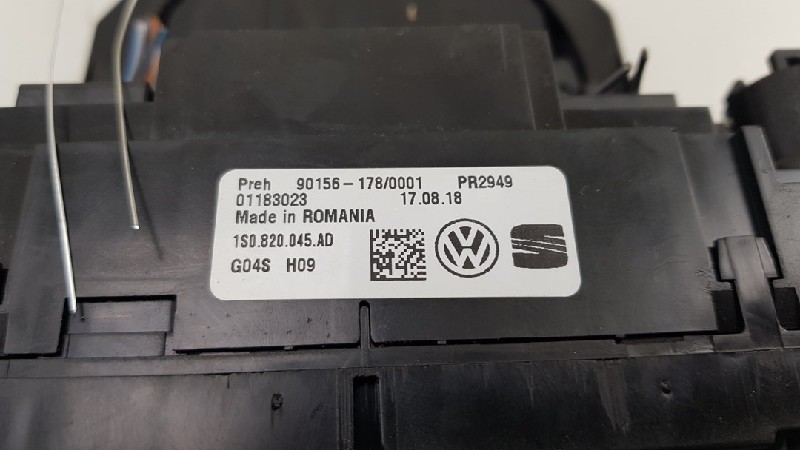 Preh 90156-178/0001 PR2949
01183023 17.08.18
Made in ROMANIA
1S0.820.045.AD
G04S H09